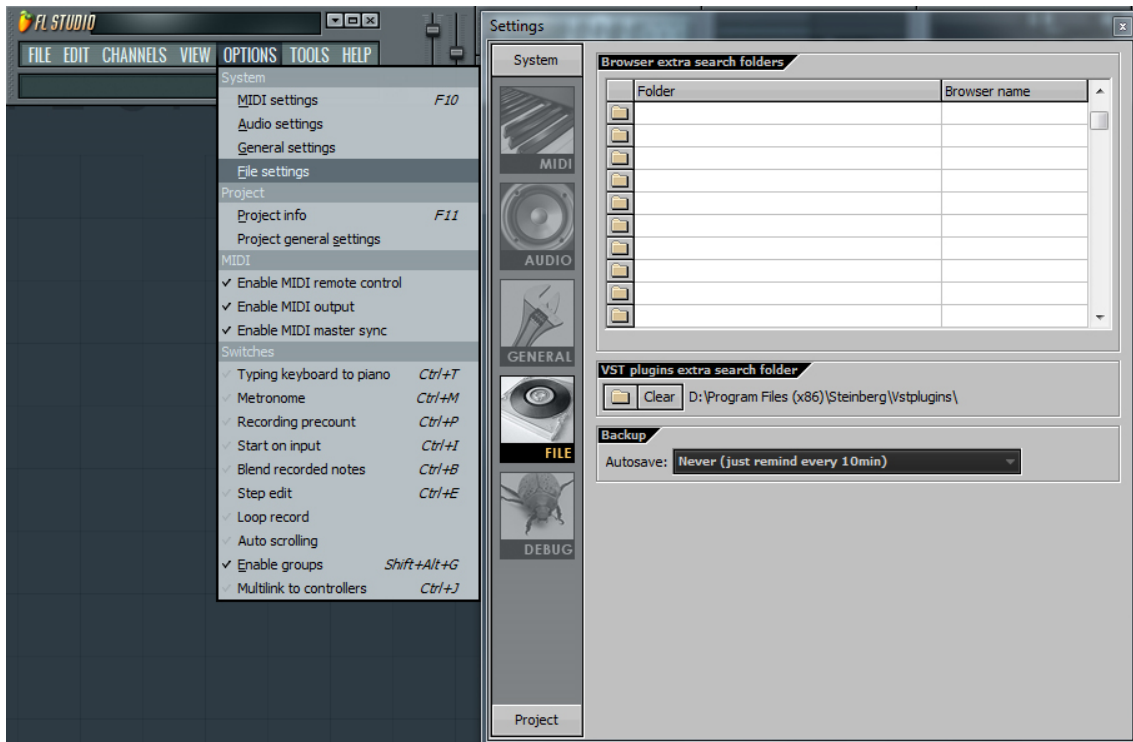 FL STUDIO
FILE EDIT CHANNELS VIEW OPTIONS TOOLS HELP
System
MIDI settings F10
Audio settings
General settings
File settings
Project
Project info F11
Project general settings
MIDI
Enable MIDI remote control
Enable MIDI output
Enable MIDI master sync
Switches
Typing keyboard to piano Ctrl+T
Metronome Ctrl+M
Recording precount Ctrl+P
Start on input Ctrl+I
Blend recorded notes Ctrl+B
Step edit Ctrl+E
Loop record
Auto scrolling
Enable groups Shift+Alt+G
Multilink to controllers Ctrl+J
Settings
System
MIDI
AUDIO
GENERAL
FILE
DEBUG
Project
Browser extra search folders
Folder Browser name
VST plugins extra search folder
Clear D:\Program Files (x86)\Steinberg\Vstplugins\
Backup
Autosave: Never (just remind every 10min)